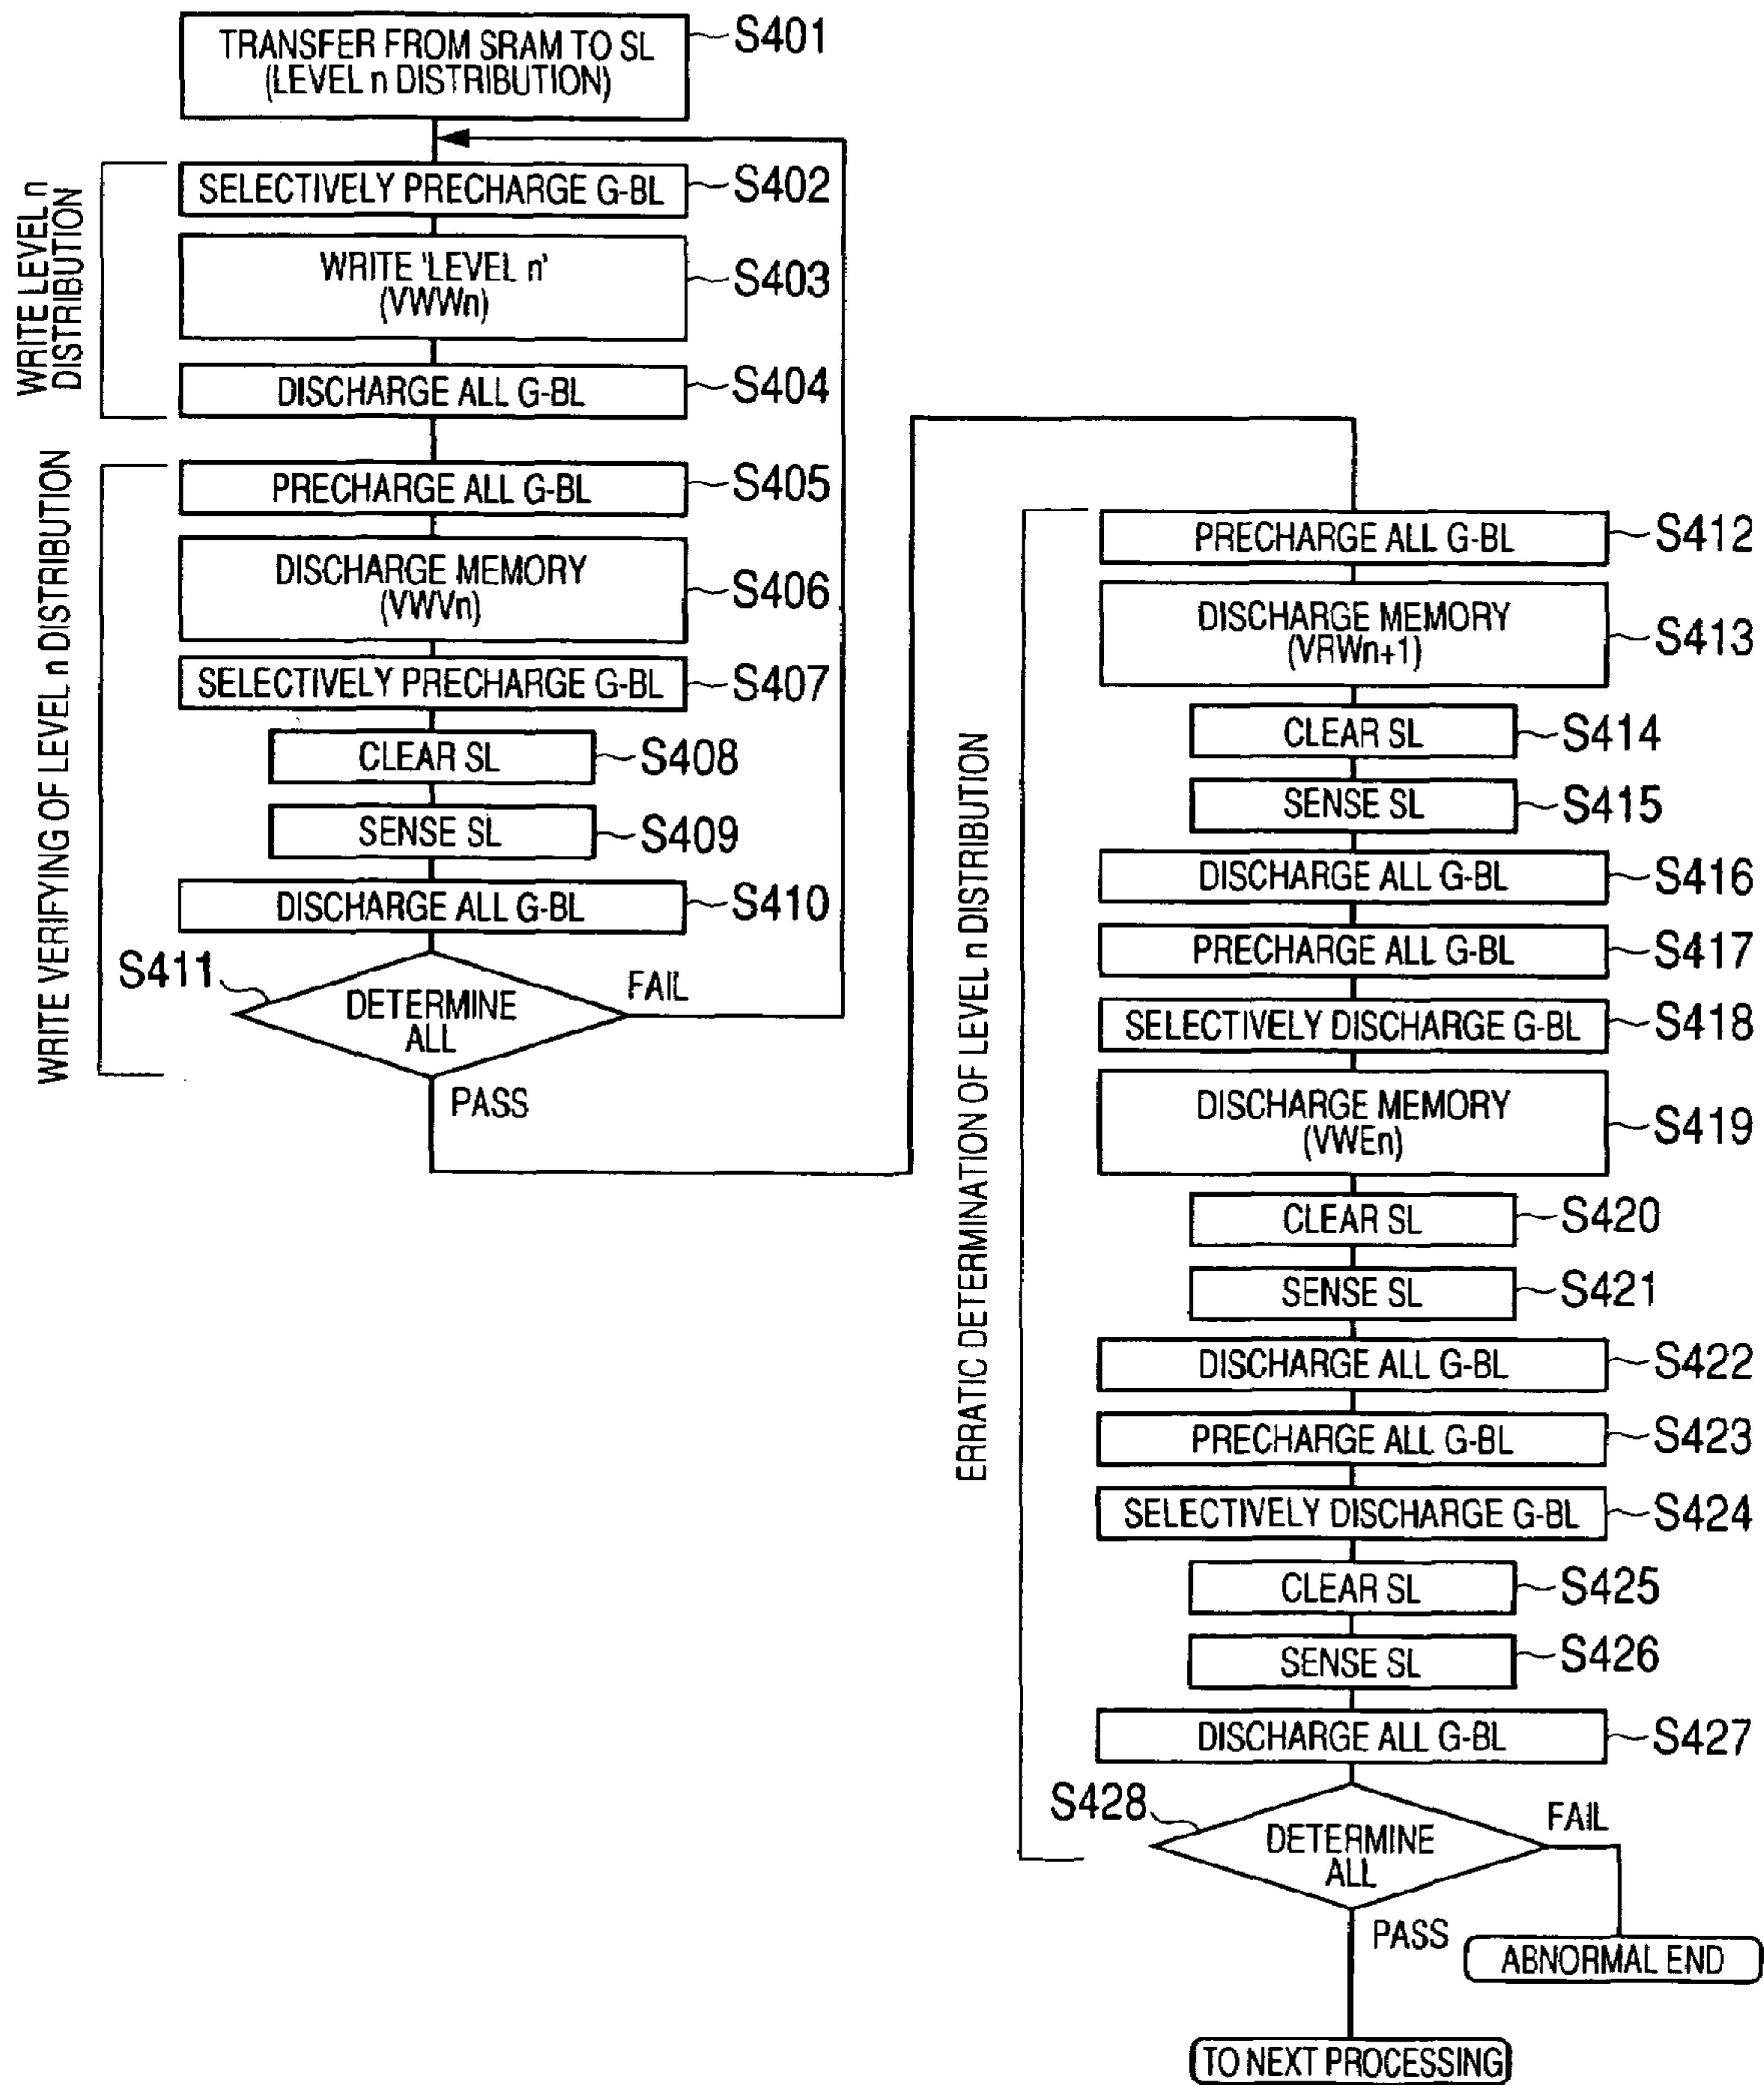 TRANSFER FROM SRAM TO SL
(LEVEL n DISTRIBUTION)
S401
WRITE LEVEL n
DISTRIBUTION
SELECTIVELY PRECHARGE G-BL
S402
WRITE 'LEVEL n'
(VWWn)
S403
DISCHARGE ALL G-BL
S404
WRITE VERIFYING OF LEVEL n DISTRIBUTION
PRECHARGE ALL G-BL
S405
DISCHARGE MEMORY
(VWVn)
S406
SELECTIVELY PRECHARGE G-BL
S407
CLEAR SL
S408
SENSE SL
S409
DISCHARGE ALL G-BL
S410
S411
DETERMINE
ALL
FAIL
PASS
ERRATIC DETERMINATION OF LEVEL n DISTRIBUTION
PRECHARGE ALL G-BL
S412
DISCHARGE MEMORY
(VRWn+1)
S413
CLEAR SL
S414
SENSE SL
S415
DISCHARGE ALL G-BL
S416
PRECHARGE ALL G-BL
S417
SELECTIVELY DISCHARGE G-BL
S418
DISCHARGE MEMORY
(VWEn)
S419
CLEAR SL
S420
SENSE SL
S421
DISCHARGE ALL G-BL
S422
PRECHARGE ALL G-BL
S423
SELECTIVELY DISCHARGE G-BL
S424
CLEAR SL
S425
SENSE SL
S426
DISCHARGE ALL G-BL
S427
S428
DETERMINE
ALL
FAIL
PASS
ABNORMAL END
TO NEXT PROCESSING